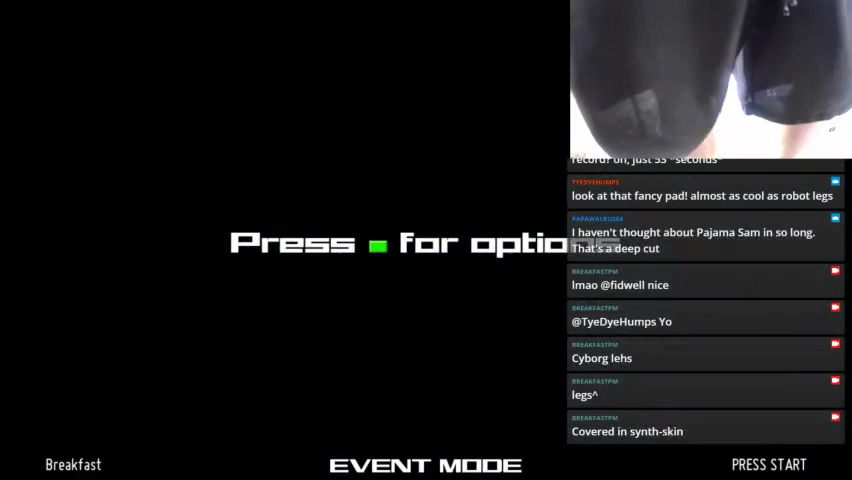 record? oh, just 53 *seconds*
TYEDYEHUMPS
look at that fancy pad! almost as cool as robot legs
PAPAWALRUS64
I haven't thought about Pajama Sam in so long.
That's a deep cut
Press for options
BREAKFASTPM
lmao @fidwell nice
BREAKFASTPM
@TyeDyeHumps Yo
BREAKFASTPM
Cyborg lehs
BREAKFASTPM
legs^
BREAKFASTPM
Covered in synth-skin
Breakfast
EVENT MODE
PRESS START